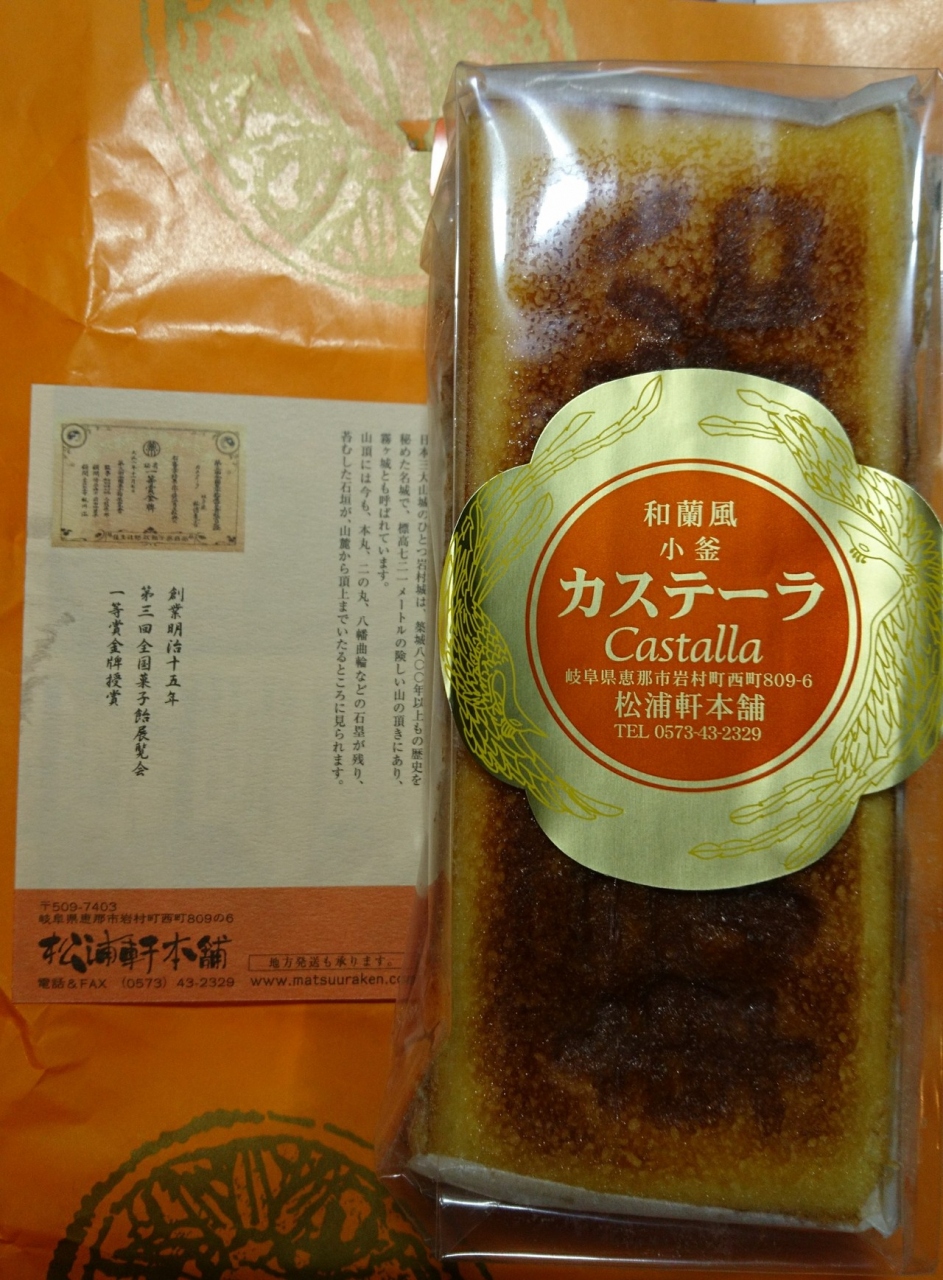 和蘭風
小釜
カステーラ
Castalla
岐阜県恵那市岩村町西町809-6
松浦軒本舗
TEL 0573-43-2329
日本三大山城のひとつ岩村城は、築城八〇〇年以上もの歴史を
秘めた名城で、標高七二一メートルの険しい山の頂きにあり、
霧ヶ城とも呼ばれています。
山頂には今も、本丸、二の丸、八幡曲輪などの石塁が残り、
苔むした石垣が、山麓から頂上までいたるところに見られます。
創業明治十五年
第三回全国菓子飴展覧会
一等賞金牌授賞
〒509-7403
岐阜県恵那市岩村町西町809の6
松浦軒本舗
地方発送も承ります。
電話&FAX (0573) 43-2329
www.matsuuraken.co